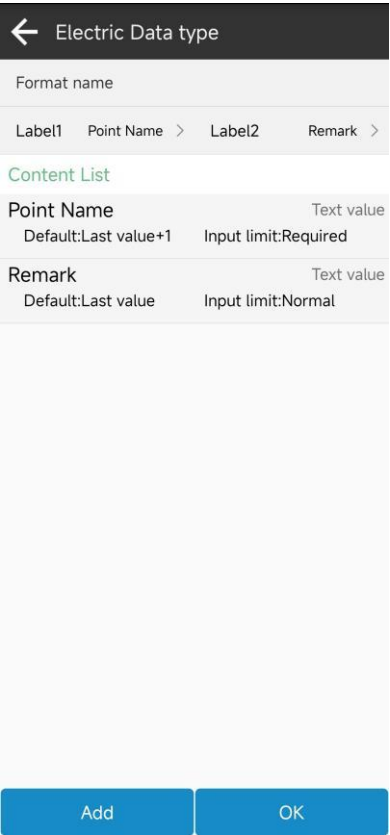 Electric Data type
Format name
Label1 Point Name > Label2 Remark >
Content List
Point Name Text value
Default:Last value+1 Input limit:Required
Remark Text value
Default:Last value Input limit:Normal
Add OK